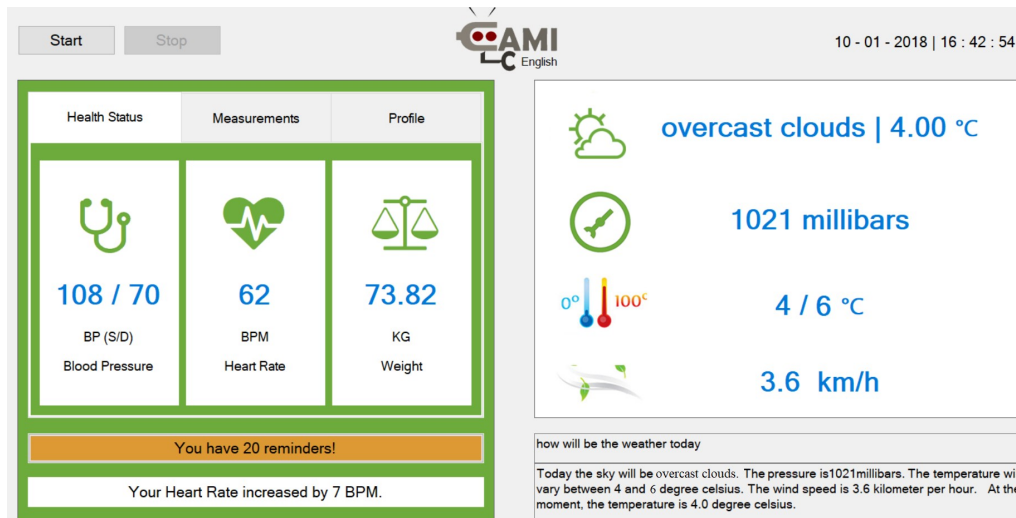 Start
Stop
CAMI
English
10 - 01 - 2018 | 16 : 42 : 54
Health Status
Measurements
Profile
108 / 70
BP (S/D)
Blood Pressure
62
BPM
Heart Rate
73.82
KG
Weight
You have 20 reminders!
Your Heart Rate increased by 7 BPM.
overcast clouds | 4.00 °C
1021 millibars
0° 100°
4 / 6 °C
3.6 km/h
how will be the weather today
Today the sky will be overcast clouds. The pressure is1021millibars. The temperature wi
vary between 4 and 6 degree celsius. The wind speed is 3.6 kilometer per hour. At the
moment, the temperature is 4.0 degree celsius.